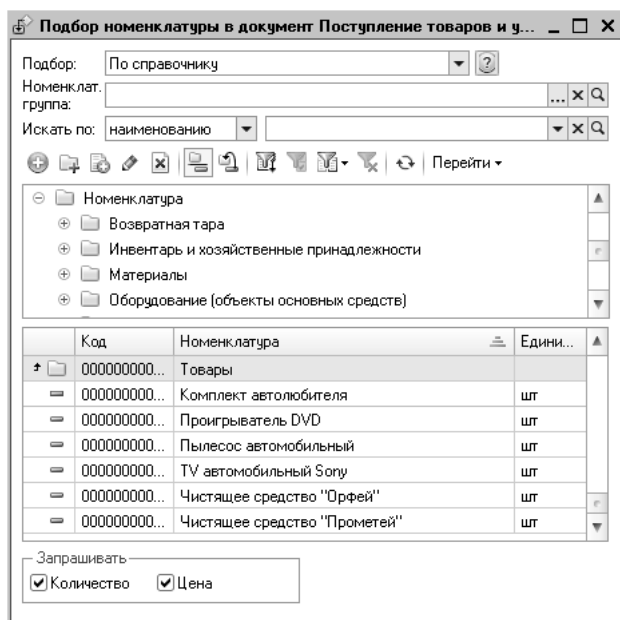 Подбор номенклатуры в документ Поступление товаров и у...
Подбор: По справочнику
Номенклат. группа:
Искать по: наименованию
Перейти
Номенклатура
Возвратная тара
Инвентарь и хозяйственные принадлежности
Материалы
Оборудование (объекты основных средств)
Код Номенклатура Едини...
000000000... Товары
000000000... Комплект автолюбителя шт
000000000... Проигрыватель DVD шт
000000000... Пылесос автомобильный шт
000000000... TV автомобильный Sony шт
000000000... Чистящее средство "Орфей" шт
000000000... Чистящее средство "Прометей" шт
Запрашивать
Количество Цена